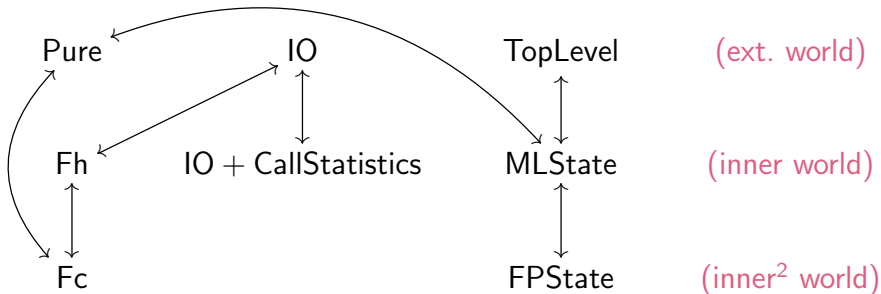 Pure IO TopLevel (ext. world)
Fh IO + CallStatistics MLState (inner world)
Fc FPState (inner² world)